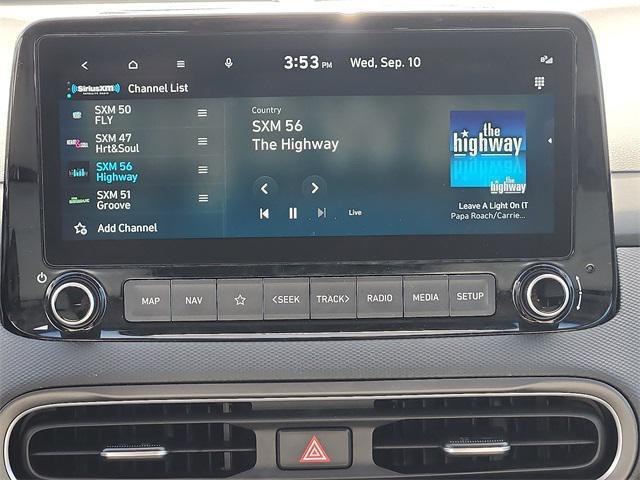 3:53 PM Wed, Sep. 10
SiriusXM
SATELLITE RADIO
Channel List
SXM 50
FLY
SXM 47
Hrt&Soul
SXM 56
Highway
SXM 51
Groove
Add Channel
Country
SXM 56
The Highway
Live
the
highway
the
highway
Leave A Light On (T
Papa Roach/Carrie...
MAP
NAV
<SEEK
TRACK>
RADIO
MEDIA
SETUP